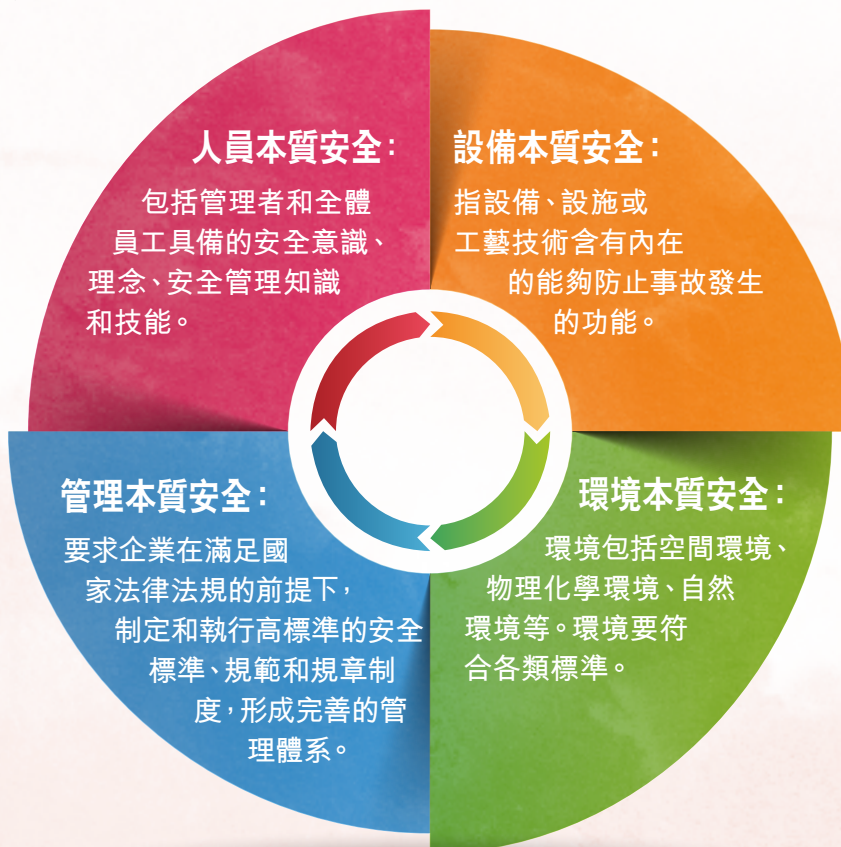 人員本質安全：
包括管理者和全體
員工具備的安全意識、
理念、安全管理知識
和技能。
設備本質安全：
指設備、設施或
工藝技術含有內在
的能夠防止事故發生
的功能。
管理本質安全：
要求企業在滿足國
家法律法規的前提下，
制定和執行高標準的安全
標準、規範和規章制
度，形成完善的管
理體系。
環境本質安全：
環境包括空間環境、
物理化學環境、自然
環境等。環境要符
合各類標準。